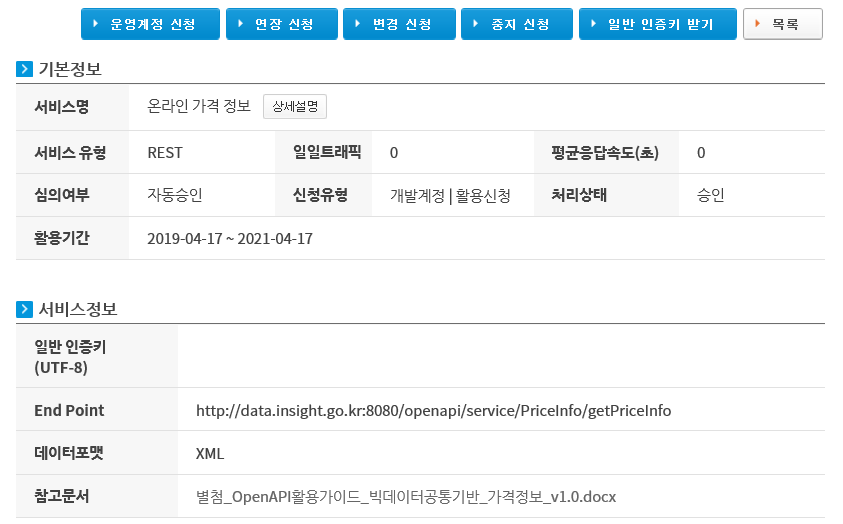 운영계정 신청 연장 신청 변경 신청 중지 신청 일반 인증키 받기 목록
기본정보
서비스명 온라인 가격 정보 상세설명
서비스 유형 REST 일일트래픽 0 평균응답속도(초) 0
심의여부 자동승인 신청유형 개발계정 | 활용신청 처리상태 승인
활용기간 2019-04-17 ~ 2021-04-17
서비스정보
일반 인증키
(UTF-8)
End Point http://data.insight.go.kr:8080/openapi/service/PriceInfo/getPriceInfo
데이터포맷 XML
참고문서 별첨_OpenAPI활용가이드_빅데이터공통기반_가격정보_v1.0.docx